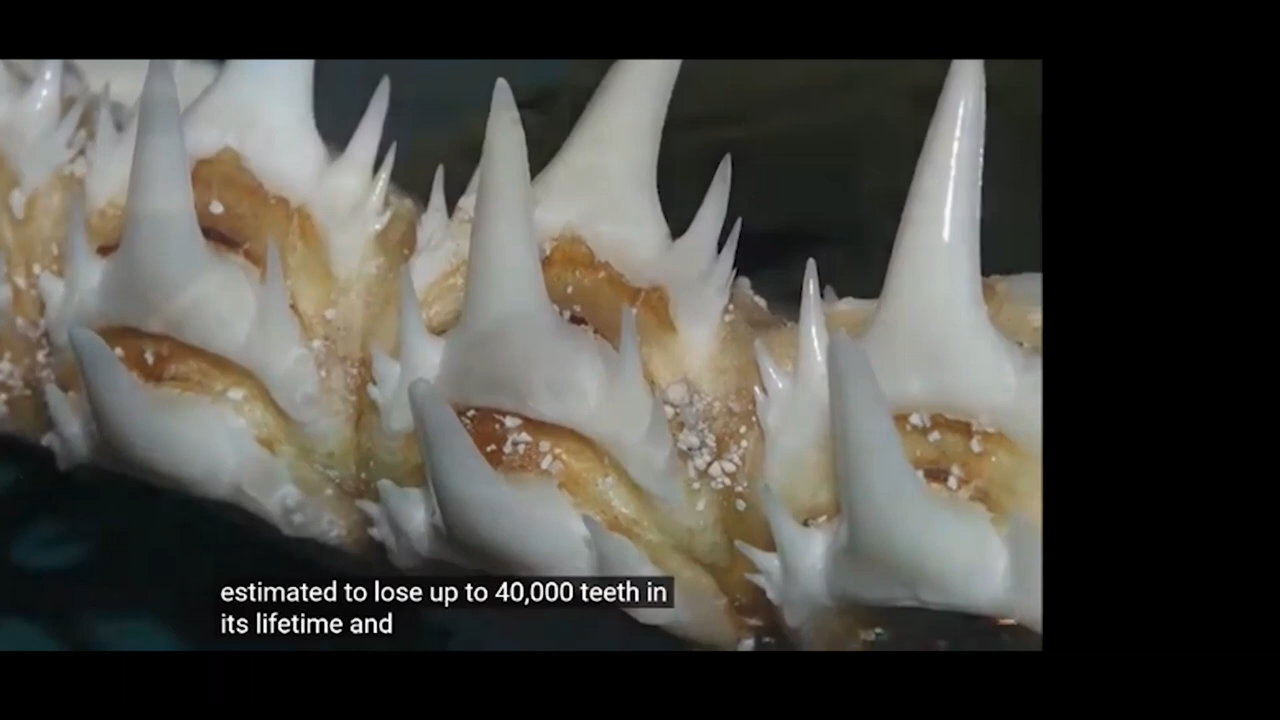 estimated to lose up to 40,000 teeth in
its lifetime and